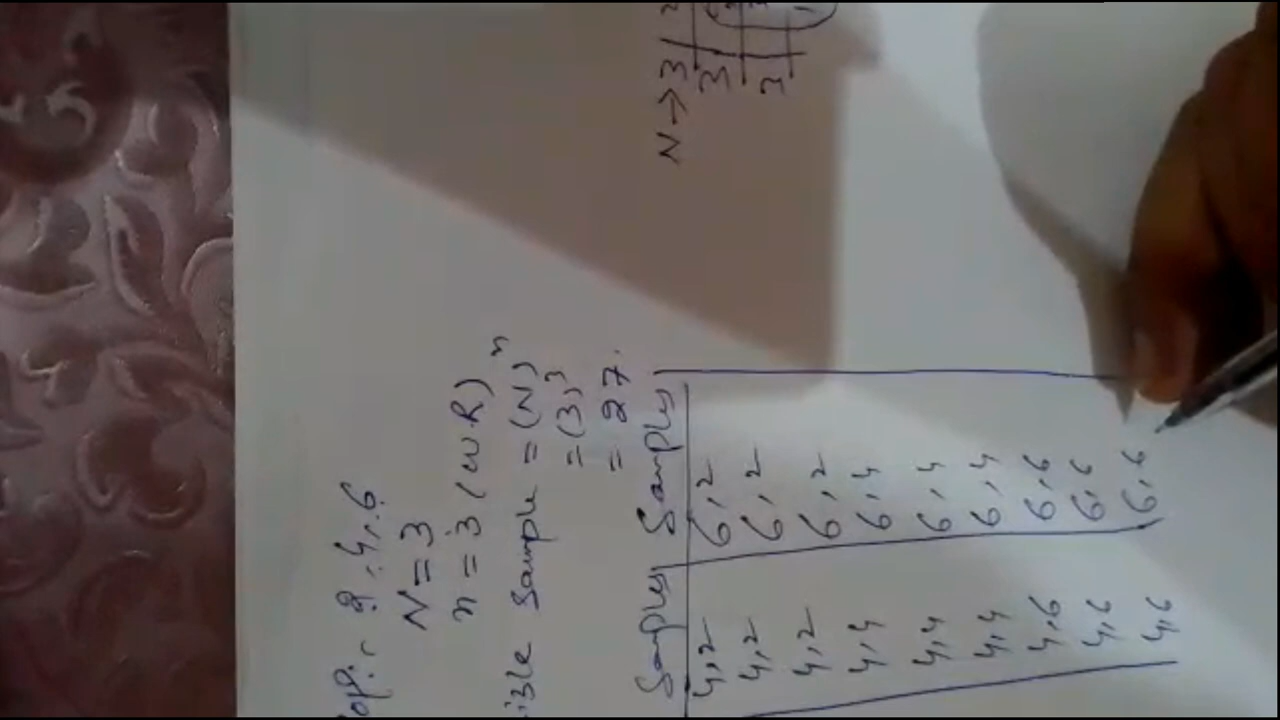 N → 3
3
3
Pop:- 2, 4, 6
N = 3
n = 3 (W.R)
Sample = (N)ⁿ
= (3)³
= 27.
Samples Samples
4,2 6,2
4,2 6,2
4,2 6,2
4,4 6,4
4,4 6,4
4,4 6,4
4,6 6,6
4,6 6,6
4,6 6,6